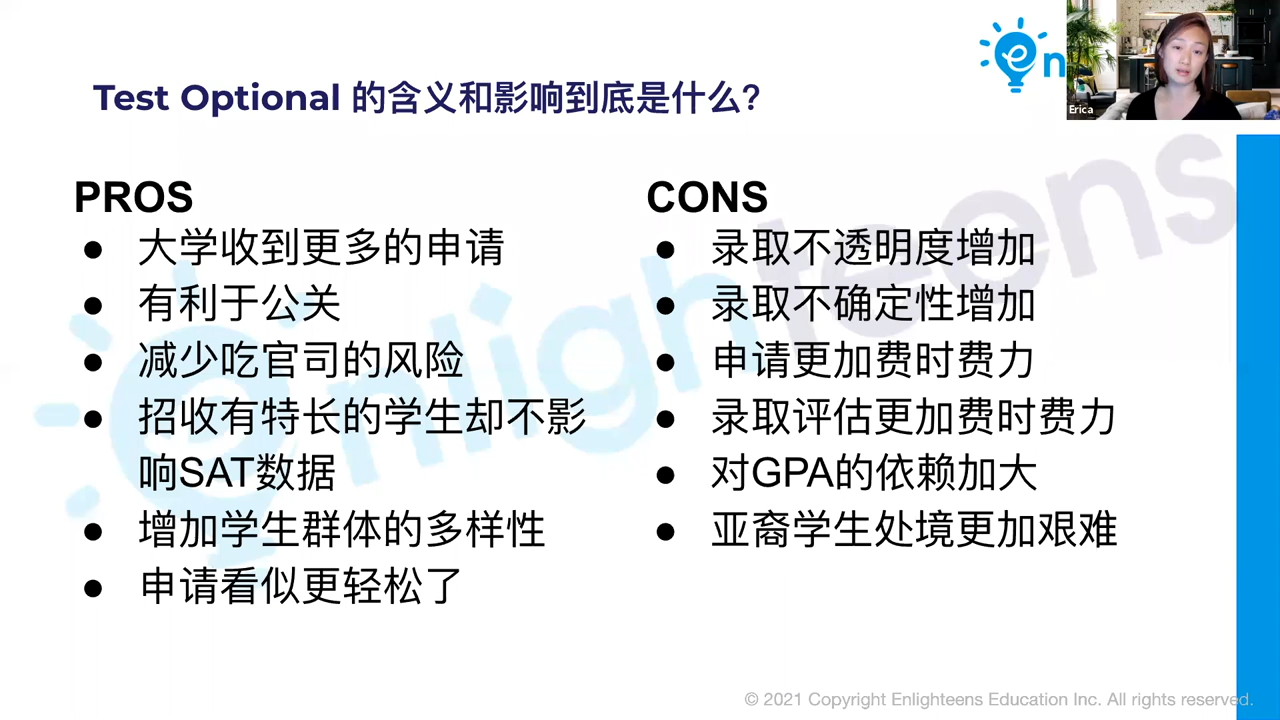 en
Erica
Test Optional 的含义和影响到底是什么？
PROS
● 大学收到更多的申请
● 有利于公关
● 减少吃官司的风险
● 招收有特长的学生却不影
响SAT数据
● 增加学生群体的多样性
● 申请看似更轻松了
CONS
● 录取不透明度增加
● 录取不确定性增加
● 申请更加费时费力
● 录取评估更加费时费力
● 对GPA的依赖加大
● 亚裔学生处境更加艰难
enlighteens
© 2021 Copyright Enlighteens Education Inc. All rights reserved.